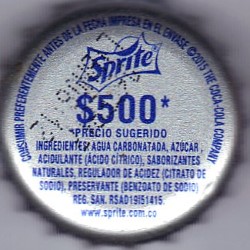 CONSUMIR PREFERENTEMENTE ANTES DE LA FECHA IMPRESA EN EL ENVASE ©2015 THE COCA-COLA COMPANY
Sprite
$500*
*PRECIO SUGERIDO
INGREDIENTES: AGUA CARBONATADA, AZÚCAR,
ACIDULANTE (ÁCIDO CÍTRICO), SABORIZANTES
NATURALES, REGULADOR DE ACIDEZ (CITRATO DE
SODIO), PRESERVANTE (BENZOATO DE SODIO)
REG. SAN. RSAD19I5101
www.sprite.com.co